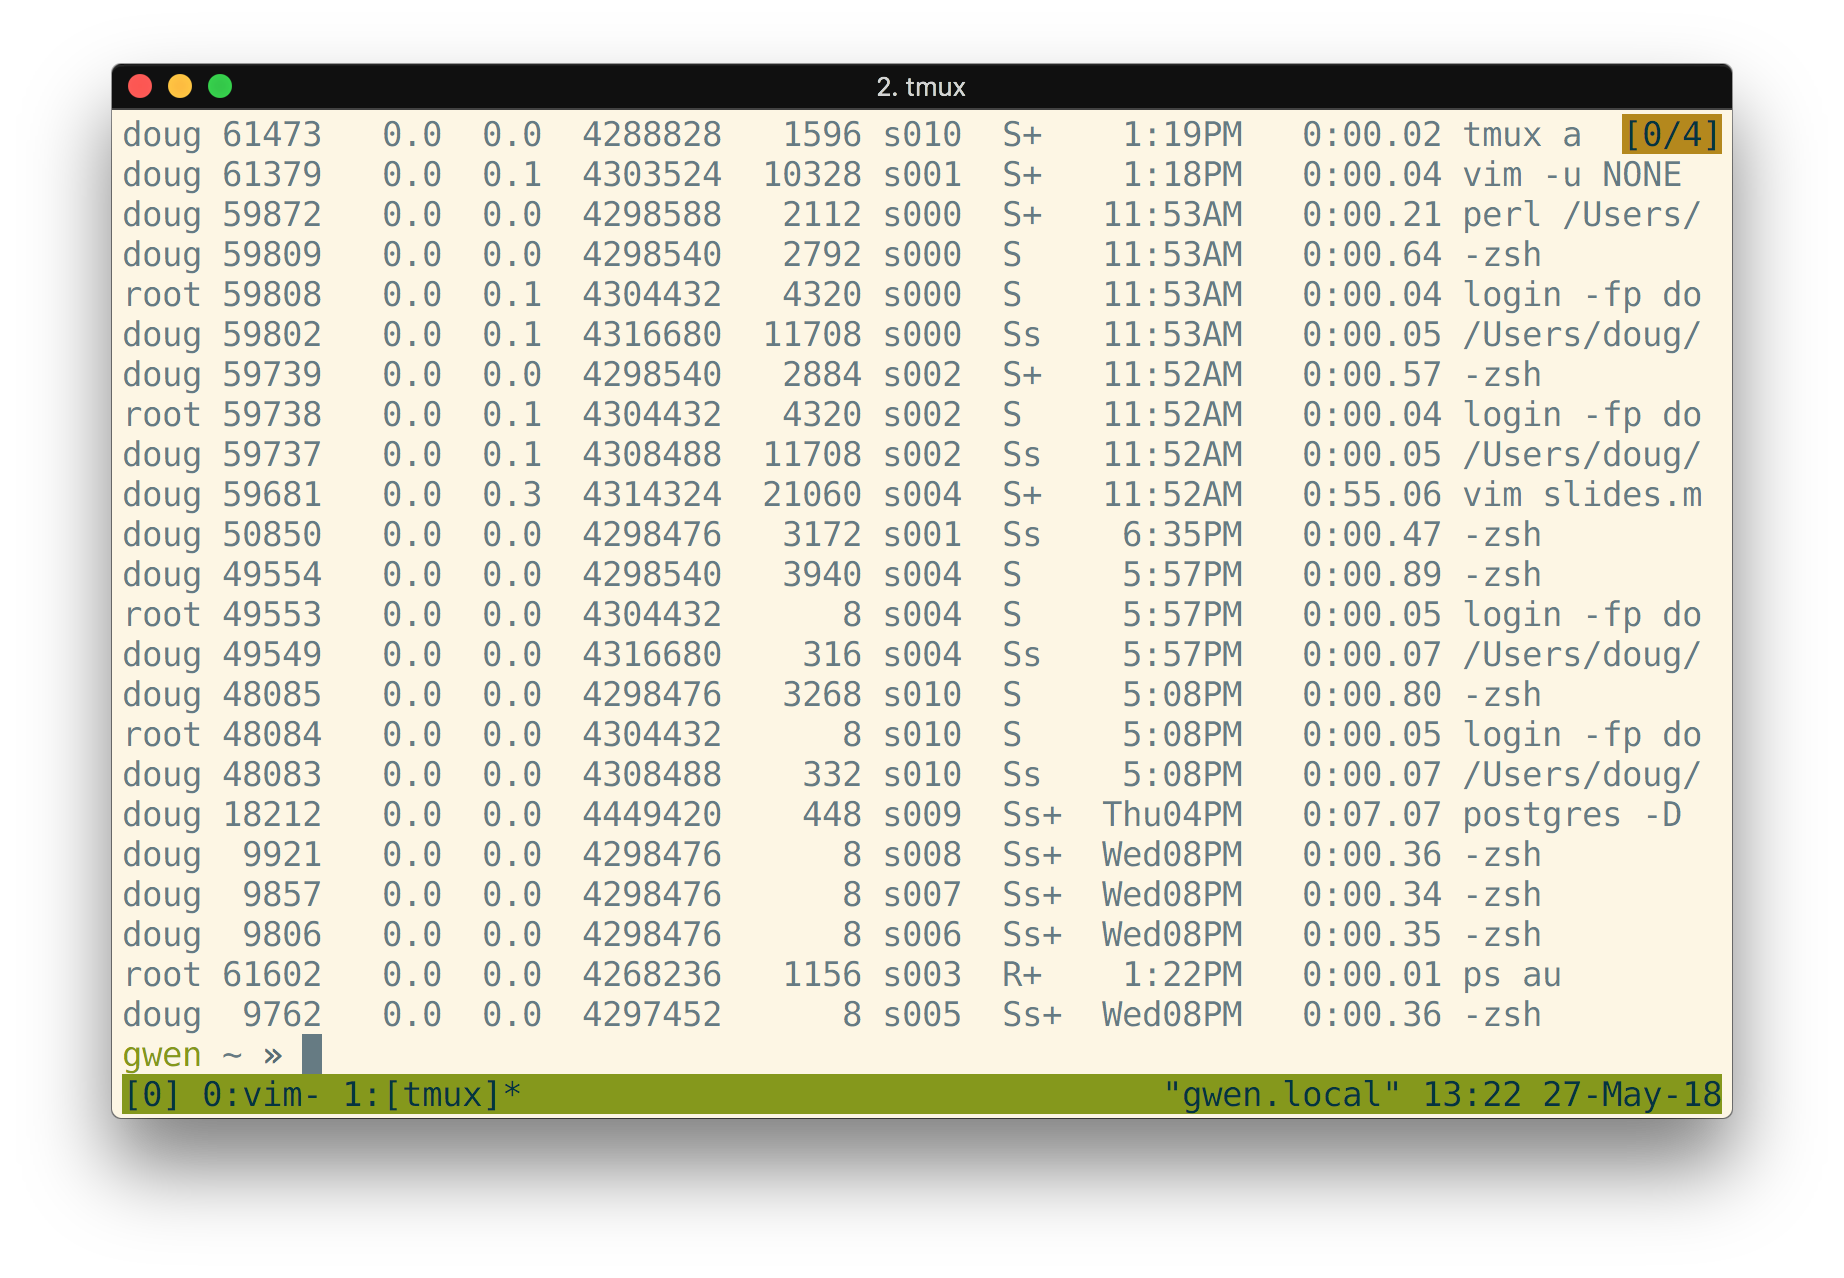 2. tmux
doug 61473   0.0  0.0  4288828   1596 s010  S+    1:19PM   0:00.02 tmux a  [0/4]
doug 61379   0.0  0.1  4303524  10328 s001  S+    1:18PM   0:00.04 vim -u NONE
doug 59872   0.0  0.0  4298588   2112 s000  S+   11:53AM   0:00.21 perl /Users/
doug 59809   0.0  0.0  4298540   2792 s000  S    11:53AM   0:00.64 -zsh
root 59808   0.0  0.1  4304432   4320 s000  S    11:53AM   0:00.04 login -fp do
doug 59802   0.0  0.1  4316680  11708 s000  Ss   11:53AM   0:00.05 /Users/doug/
doug 59739   0.0  0.0  4298540   2884 s002  S+   11:52AM   0:00.57 -zsh
root 59738   0.0  0.1  4304432   4320 s002  S    11:52AM   0:00.04 login -fp do
doug 59737   0.0  0.1  4308488  11708 s002  Ss   11:52AM   0:00.05 /Users/doug/
doug 59681   0.0  0.3  4314324  21060 s004  S+   11:52AM   0:55.06 vim slides.m
doug 50850   0.0  0.0  4298476   3172 s001  Ss    6:35PM   0:00.47 -zsh
doug 49554   0.0  0.0  4298540   3940 s004  S     5:57PM   0:00.89 -zsh
root 49553   0.0  0.0  4304432      8 s004  S     5:57PM   0:00.05 login -fp do
doug 49549   0.0  0.0  4316680    316 s004  Ss    5:57PM   0:00.07 /Users/doug/
doug 48085   0.0  0.0  4298476   3268 s010  S     5:08PM   0:00.80 -zsh
root 48084   0.0  0.0  4304432      8 s010  S     5:08PM   0:00.05 login -fp do
doug 48083   0.0  0.0  4308488    332 s010  Ss    5:08PM   0:00.07 /Users/doug/
doug 18212   0.0  0.0  4449420    448 s009  Ss+  Thu04PM   0:07.07 postgres -D
doug  9921   0.0  0.0  4298476      8 s008  Ss+  Wed08PM   0:00.36 -zsh
doug  9857   0.0  0.0  4298476      8 s007  Ss+  Wed08PM   0:00.34 -zsh
doug  9806   0.0  0.0  4298476      8 s006  Ss+  Wed08PM   0:00.35 -zsh
root 61602   0.0  0.0  4268236   1156 s003  R+    1:22PM   0:00.01 ps au
doug  9762   0.0  0.0  4297452      8 s005  Ss+  Wed08PM   0:00.36 -zsh
gwen ~ »
[0] 0:vim- 1:[tmux]* "gwen.local" 13:22 27-May-18